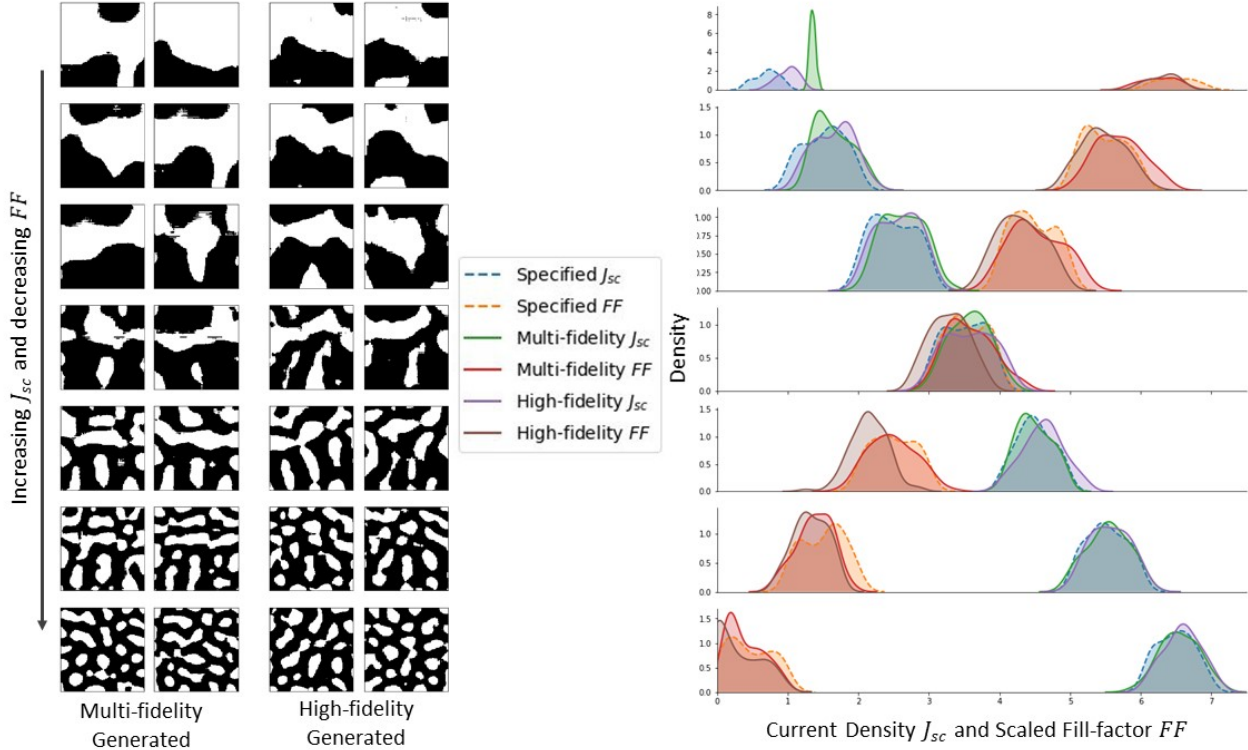 Increasing J_sc and decreasing FF
Multi-fidelity
Generated
High-fidelity
Generated
Specified J_sc
Specified FF
Multi-fidelity J_sc
Multi-fidelity FF
High-fidelity J_sc
High-fidelity FF
Density
8
6
4
2
0
1.5
1.0
0.5
0.0
1.00
1.75
1.50
1.25
1.00
1.0
0.5
0.0
1.5
1.0
0.5
0.0
1.5
1.0
0.5
0.0
1.5
1.0
0.5
0.0
0 1 2 3 4 5 6 7
Current Density J_sc and Scaled Fill-factor FF